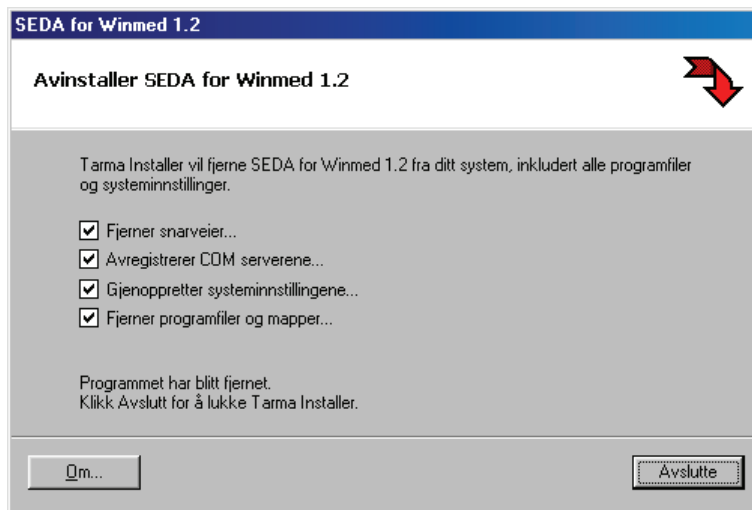 SEDA for Winmed 1.2
Avinstaller SEDA for Winmed 1.2
Tarma Installer vil fjerne SEDA for Winmed 1.2 fra ditt system, inkludert alle programfiler
og systeminnstillinger.
Fjerner snarveier...
Avregistrerer COM serverene...
Gjenoppretter systeminnstillingene...
Fjerner programfiler og mapper...
Programmet har blitt fjernet.
Klikk Avslutt for å lukke Tarma Installer.
Om...
Avslutte